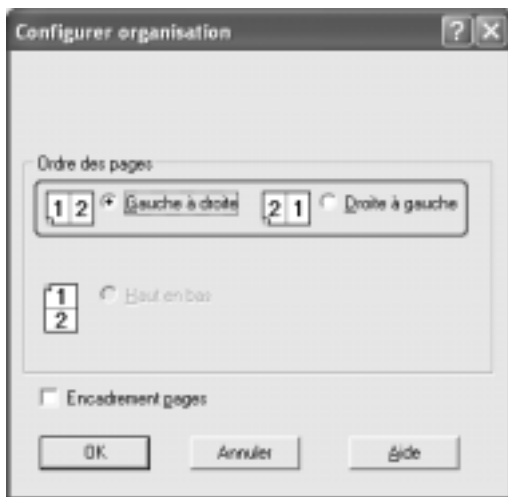 Configurer organisation
Ordre des pages
1 2 Gauche à droite 2 1 Droite à gauche
1
2
Haut en bas
Encadrement pages
OK Annuler Aide